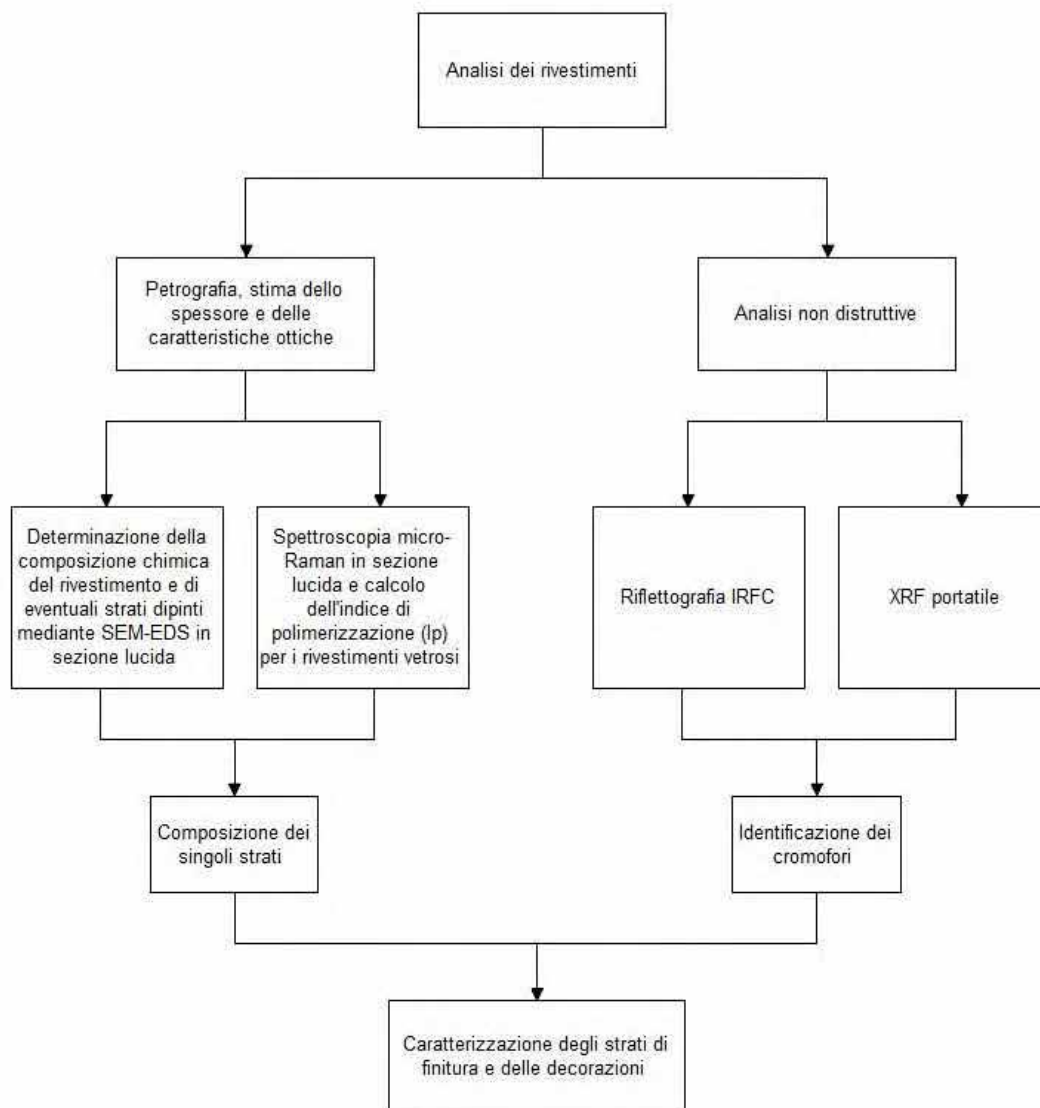 Analisi dei rivestimenti
Petrografia, stima dello
spessore e delle
caratteristiche ottiche
Analisi non distruttive
Determinazione della
composizione chimica
del rivestimento e di
eventuali strati dipinti
mediante SEM-EDS in
sezione lucida
Spettroscopia micro-
Raman in sezione
lucida e calcolo
dell'indice di
polimerizzazione (Ip)
per i rivestimenti vetrosi
Riflettografia IRFC
XRF portatile
Composizione dei
singoli strati
Identificazione dei
cromofori
Caratterizzazione degli strati di
finitura e delle decorazioni